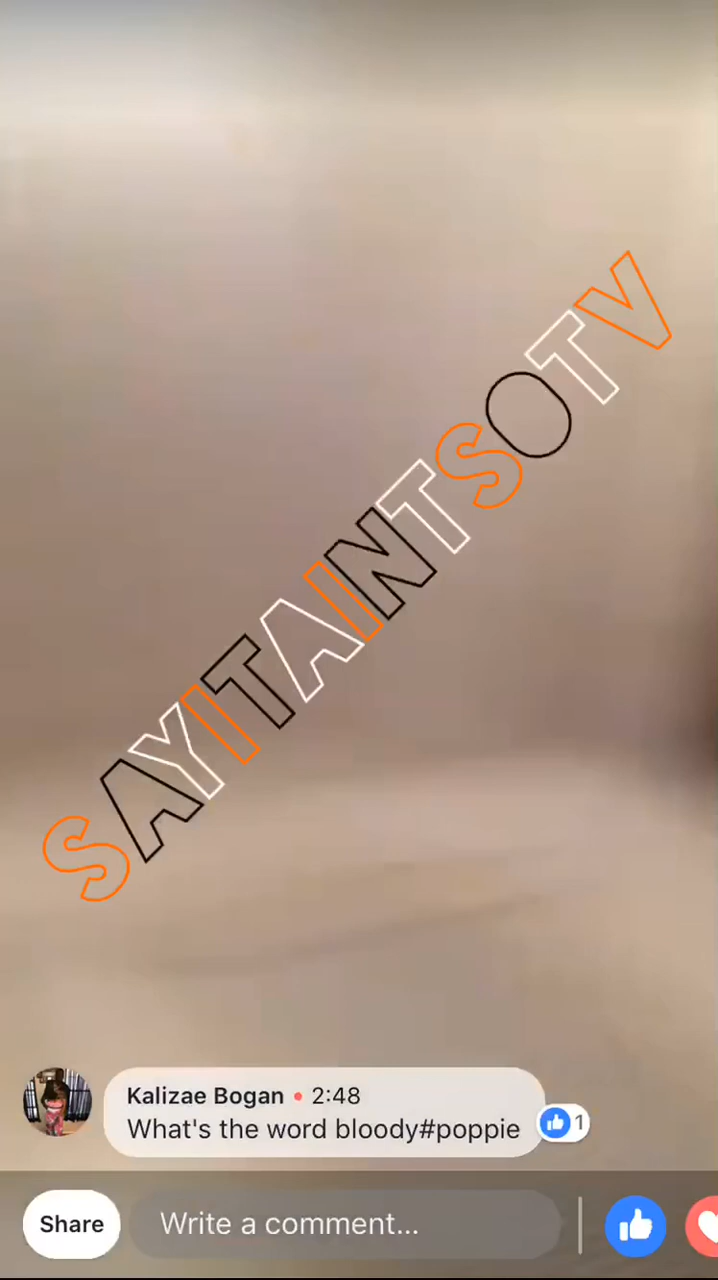 SAYITAINTSOTV
Kalizae Bogan • 2:48
What's the word bloody#poppie
1
Share
Write a comment...